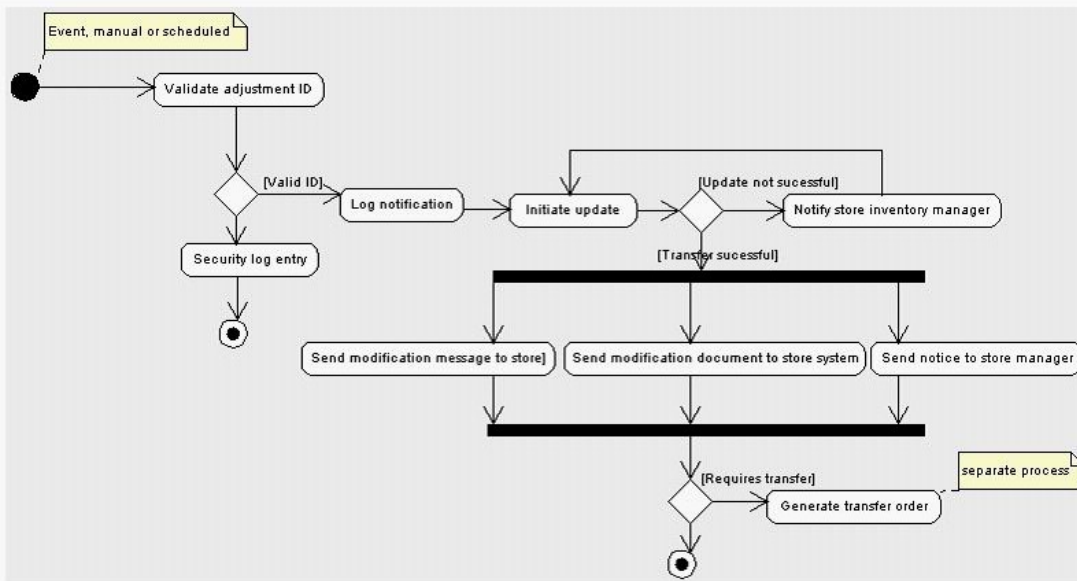 Event, manual or scheduled
Validate adjustment ID
[Valid ID]
[Update not sucessful]
Log notification
Initiate update
Notify store inventory manager
Security log entry
[Transfer sucessful]
Send modification message to store]
Send modification document to store system
Send notice to store manager
[Requires transfer]
separate process
Generate transfer order